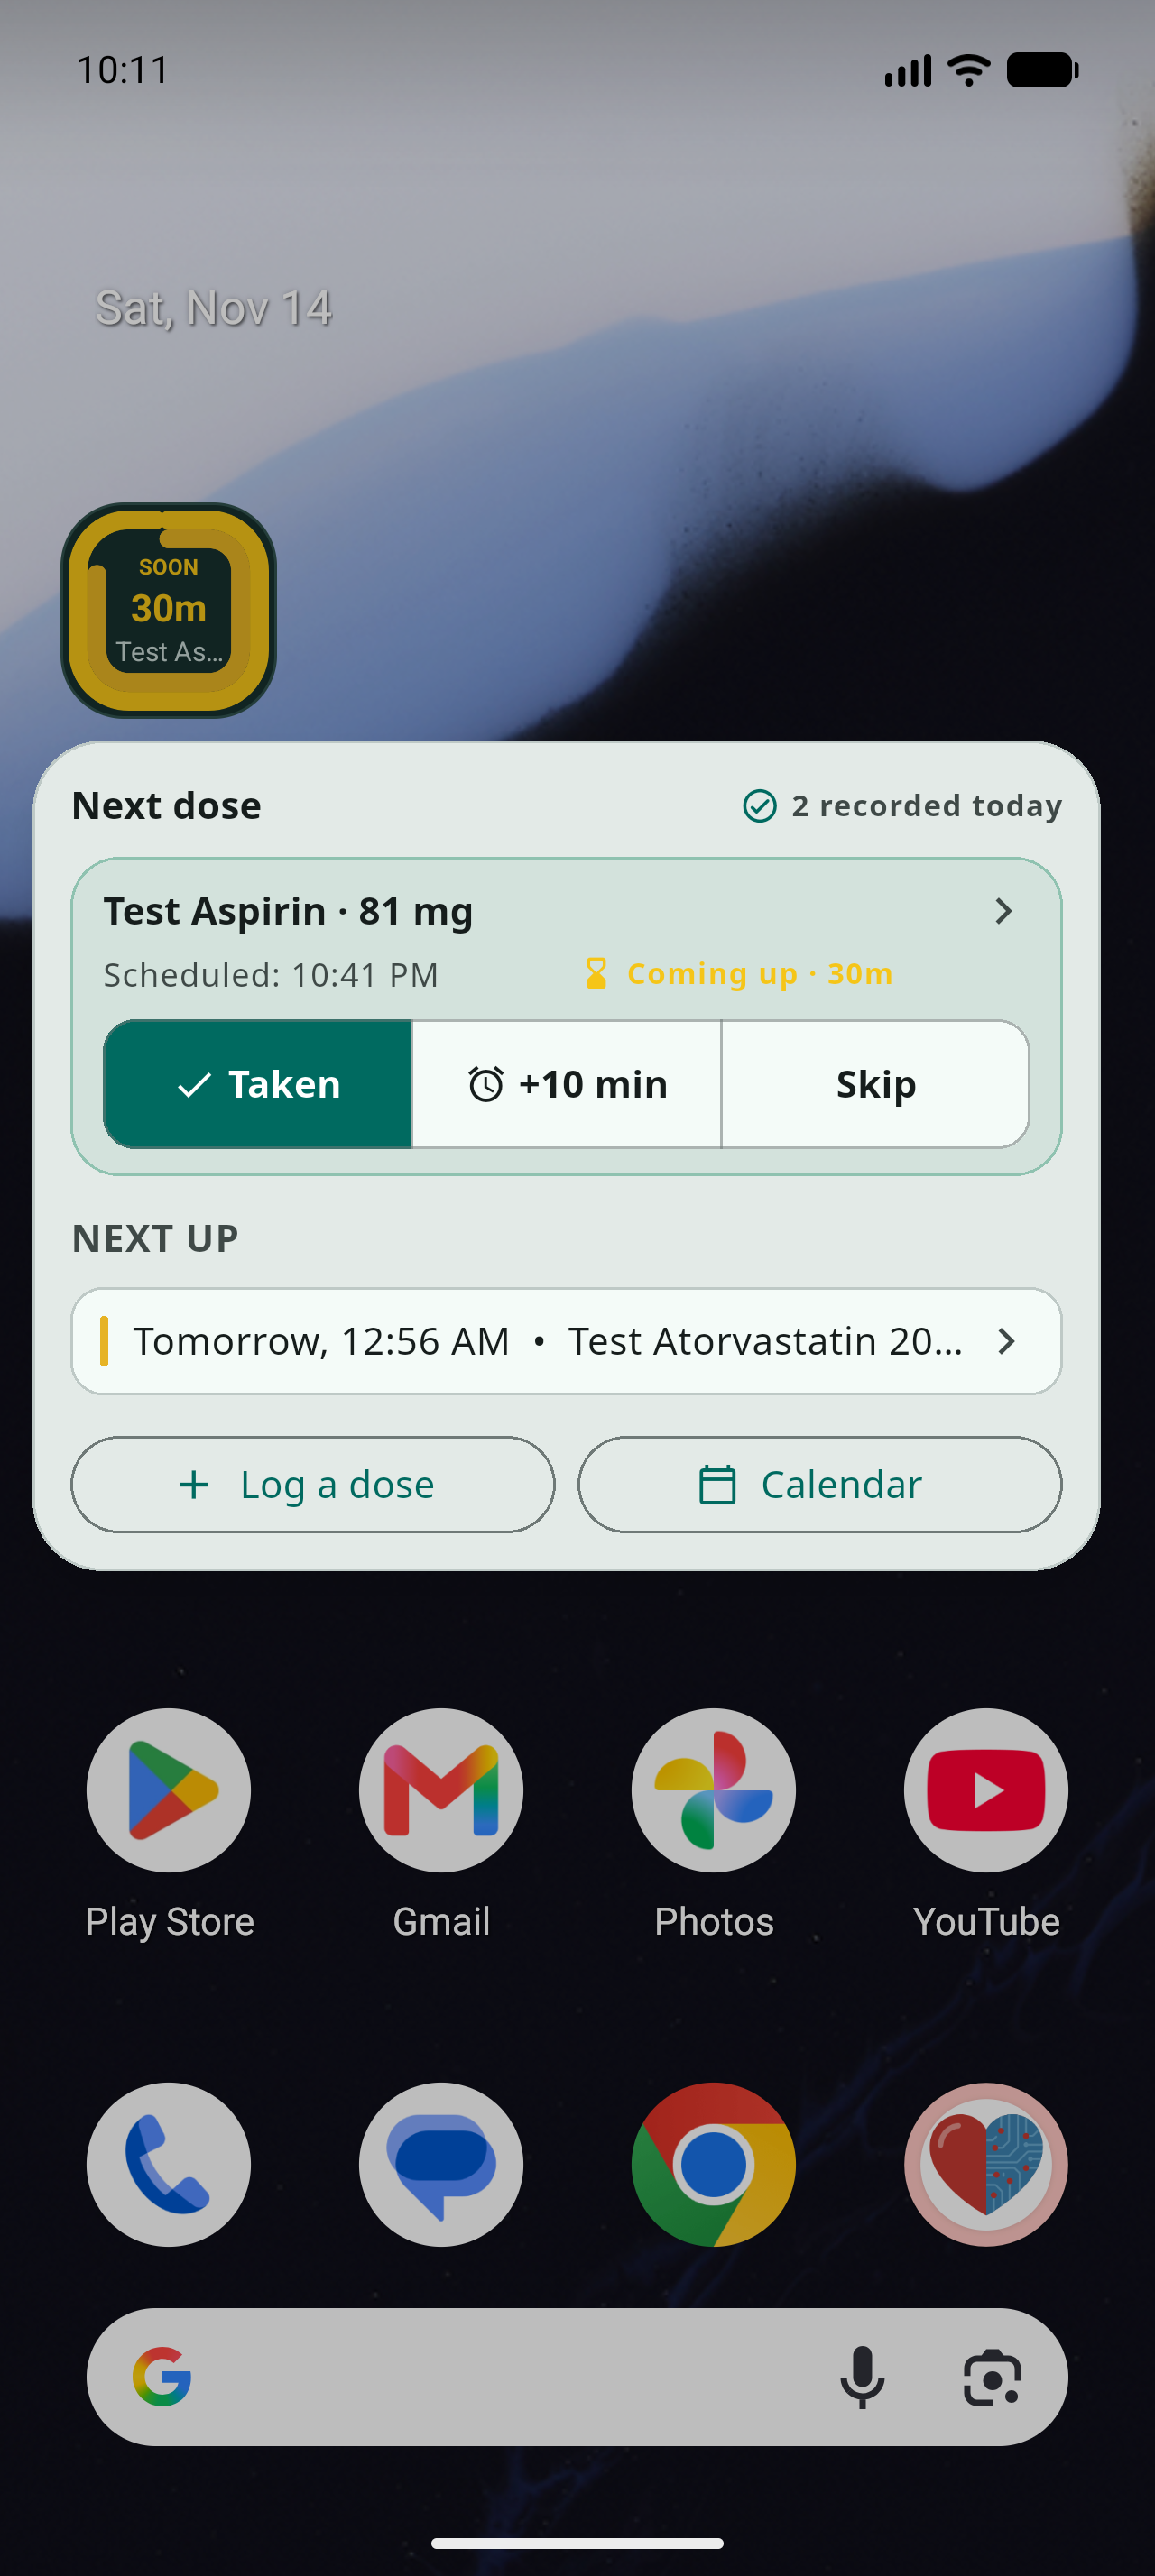 10:11
Sat, Nov 14
SOON
30m
Test As...
Next dose
2 recorded today
Test Aspirin · 81 mg
Scheduled: 10:41 PM
Coming up · 30m
Taken
+10 min
Skip
NEXT UP
Tomorrow, 12:56 AM • Test Atorvastatin 20...
Log a dose
Calendar
Play Store
Gmail
Photos
YouTube